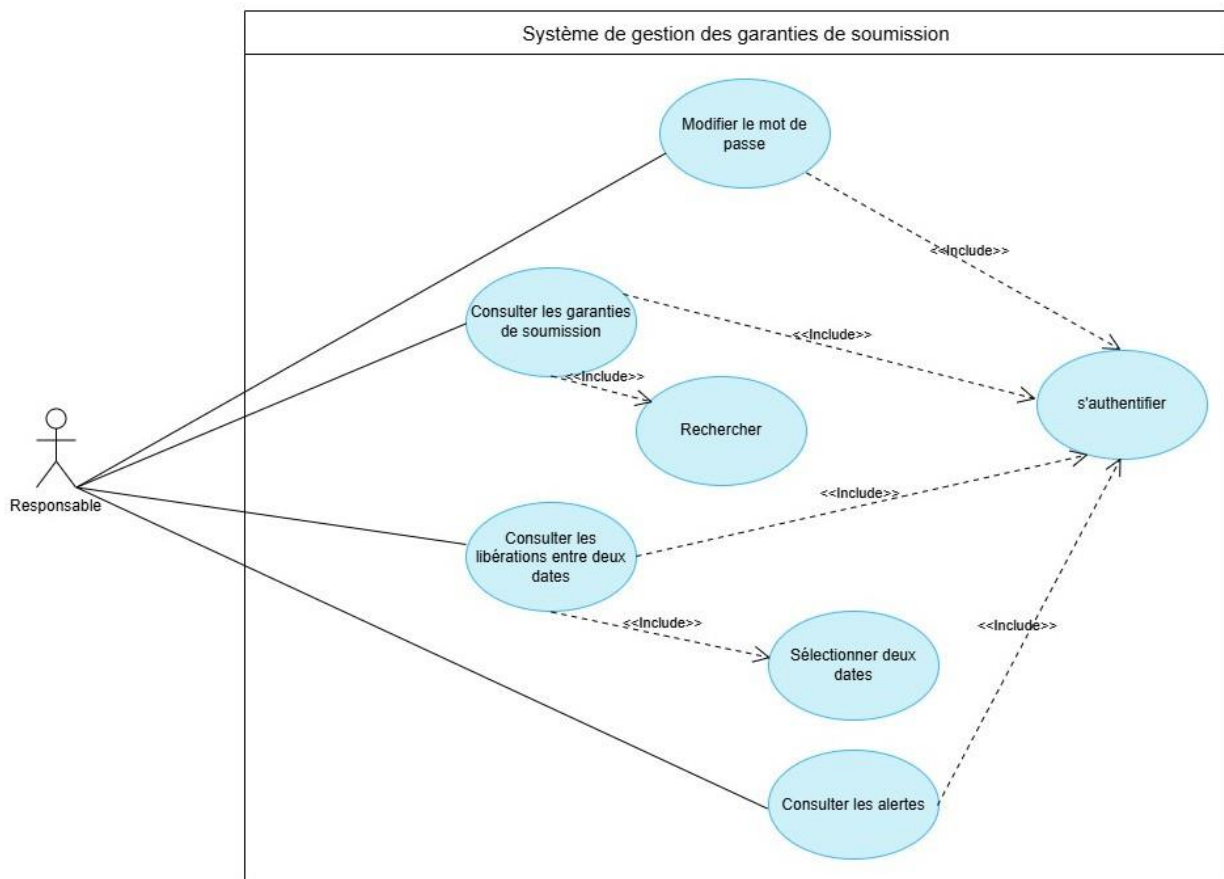 Système de gestion des garanties de soumission
Modifier le mot de
passe
<<Include>>
Consulter les garanties
de soumission
<<Include>>
<<Include>>
s'authentifier
Rechercher
Responsable
<<Include>>
Consulter les
libérations entre deux
dates
<<Include>>
<<Include>>
Sélectionner deux
dates
Consulter les alertes